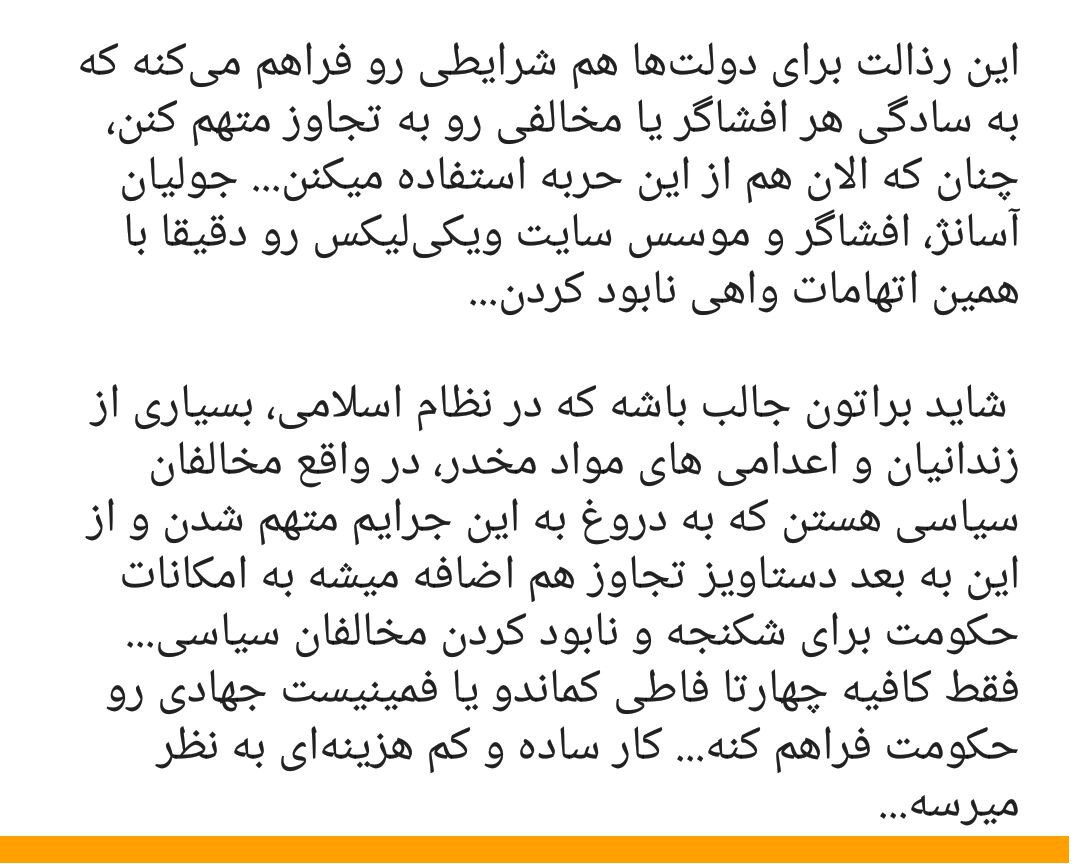 این رذالت برای دولت‌ها هم شرایطی رو فراهم می‌کنه که
به سادگی هر افشاگر یا مخالفی رو به تجاوز متهم کنن،
چنان که الان هم از این حربه استفاده میکنن... جولیان
آسانژ، افشاگر و موسس سایت ویکی‌لیکس رو دقیقا با
همین اتهامات واهی نابود کردن...
شاید براتون جالب باشه که در نظام اسلامی، بسیاری از
زندانیان و اعدامی های مواد مخدر، در واقع مخالفان
سیاسی هستن که به دروغ به این جرایم متهم شدن و از
این به بعد دستاویز تجاوز هم اضافه میشه به امکانات
حکومت برای شکنجه و نابود کردن مخالفان سیاسی...
فقط کافیه چهارتا فاطی کماندو یا فمینیست جهادی رو
حکومت فراهم کنه... کار ساده و کم هزینه‌ای به نظر
میرسه...